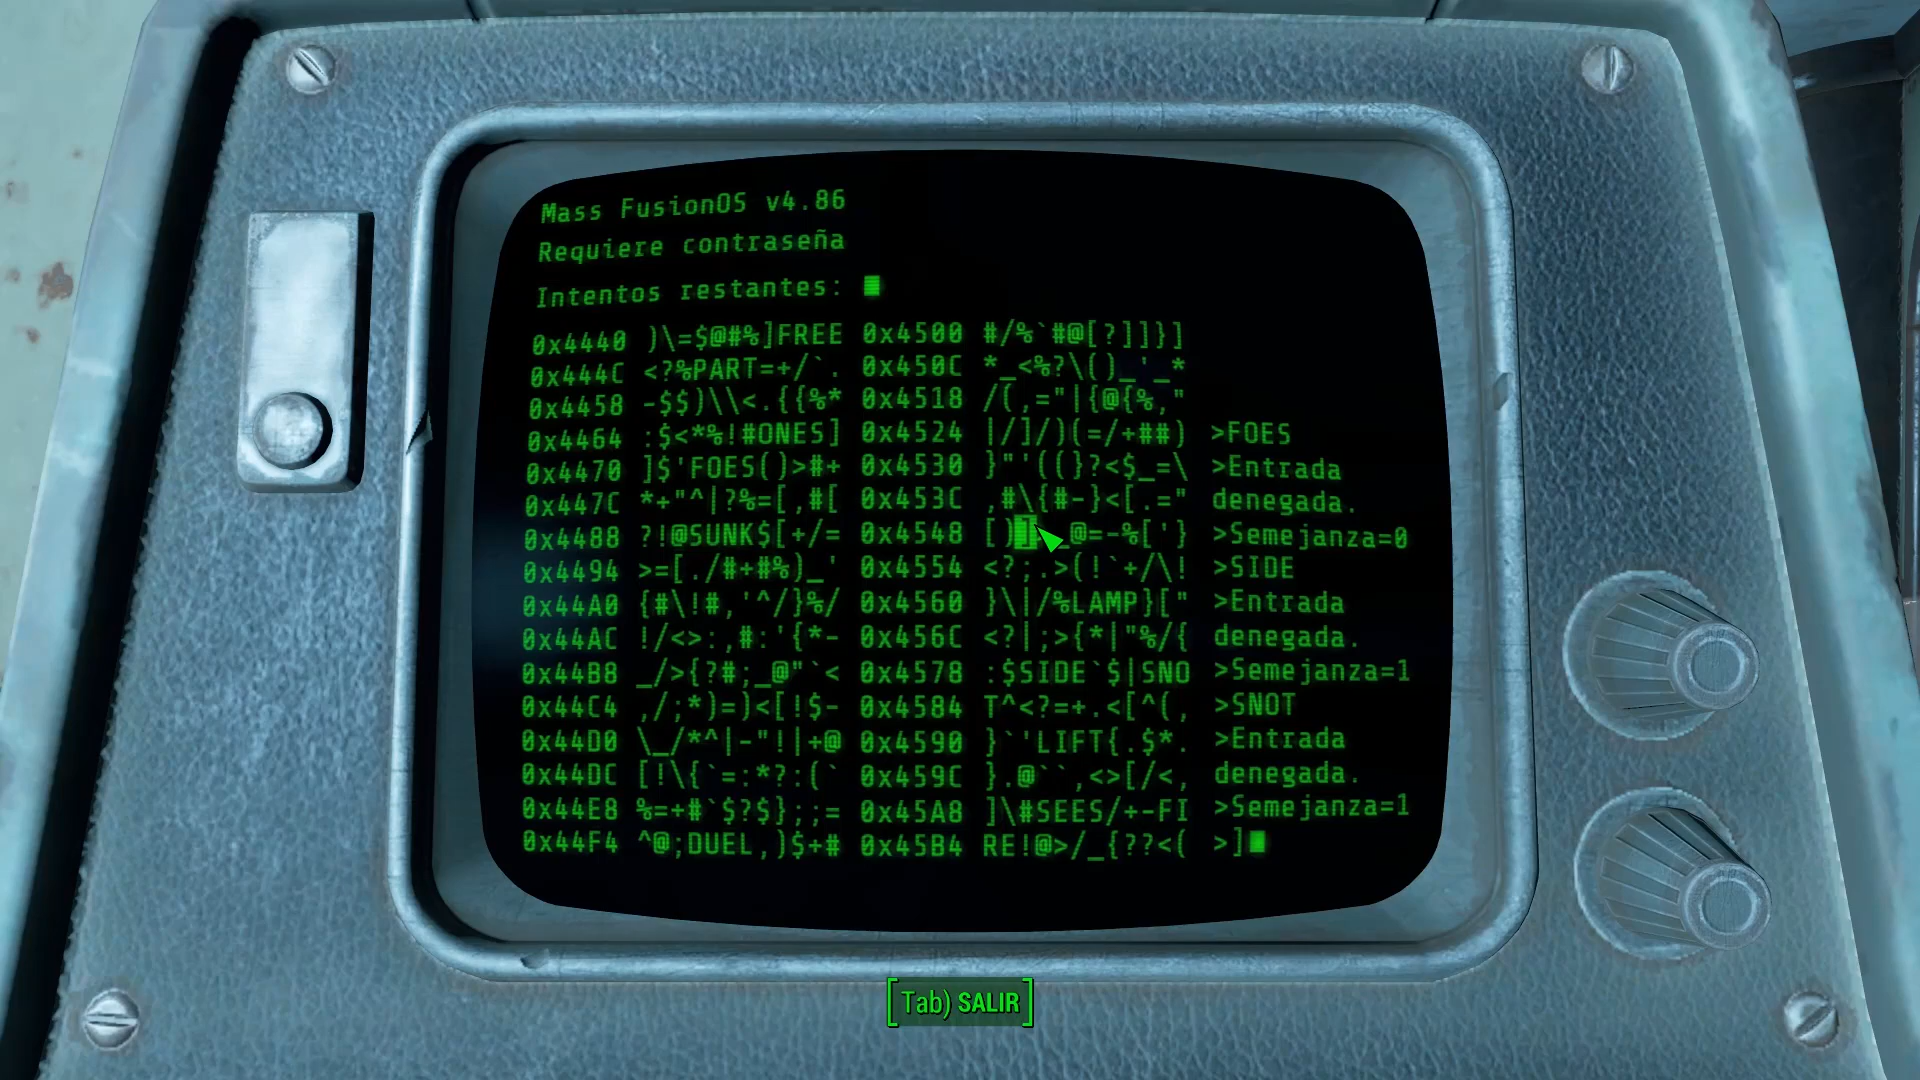 Mass FusionOS v4.86
Requiere contraseña
Intentos restantes:
0x4440 )\=$@#%]FREE 0x4500 #/%`#@[?]]}]
0x444C <?%PART=+/`. 0x450C *_<%?\()_'_*
0x4458 -$$)\\<.{{%* 0x4518 /(,="|{@{%,"
0x4464 :$<*%!#ONES] 0x4524 |/]/)(=/+##) >FOES
0x4470 ]$'FOES()>#+ 0x4530 }"'((}?<$_=\ >Entrada
0x447C *+"^|?%=[,#[ 0x453C ,#\{#-}<[.=" denegada.
0x4488 ?!@SUNK$[+/= 0x4548 [)]_@=-%['} >Semejanza=0
0x4494 >=[./#+#%)_' 0x4554 <?;.>(!`+/\! >SIDE
0x44A0 {#\!#,'^/}%/ 0x4560 }\|/%LAMP}[" >Entrada
0x44AC !/<>:,#:'{*- 0x456C <?|;>{*|"%/{ denegada.
0x44B8 _/>{?#;_@"`< 0x4578 :$SIDE`$|SNO >Semejanza=1
0x44C4 ,/;*)=)<[!$- 0x4584 T^<?=+.<[^(, >SNOT
0x44D0 \_/*^|-"!|+@ 0x4590 }`'LIFT{.$*. >Entrada
0x44DC [!\{`=:*?:(` 0x459C }.@``,<>[/<, denegada.
0x44E8 %=+#`$?$};;= 0x45A8 ]\#SEES/+-FI >Semejanza=1
0x44F4 ^@;DUEL,)$+# 0x45B4 RE!@>/_{??<( >]
[Tab) SALIR]